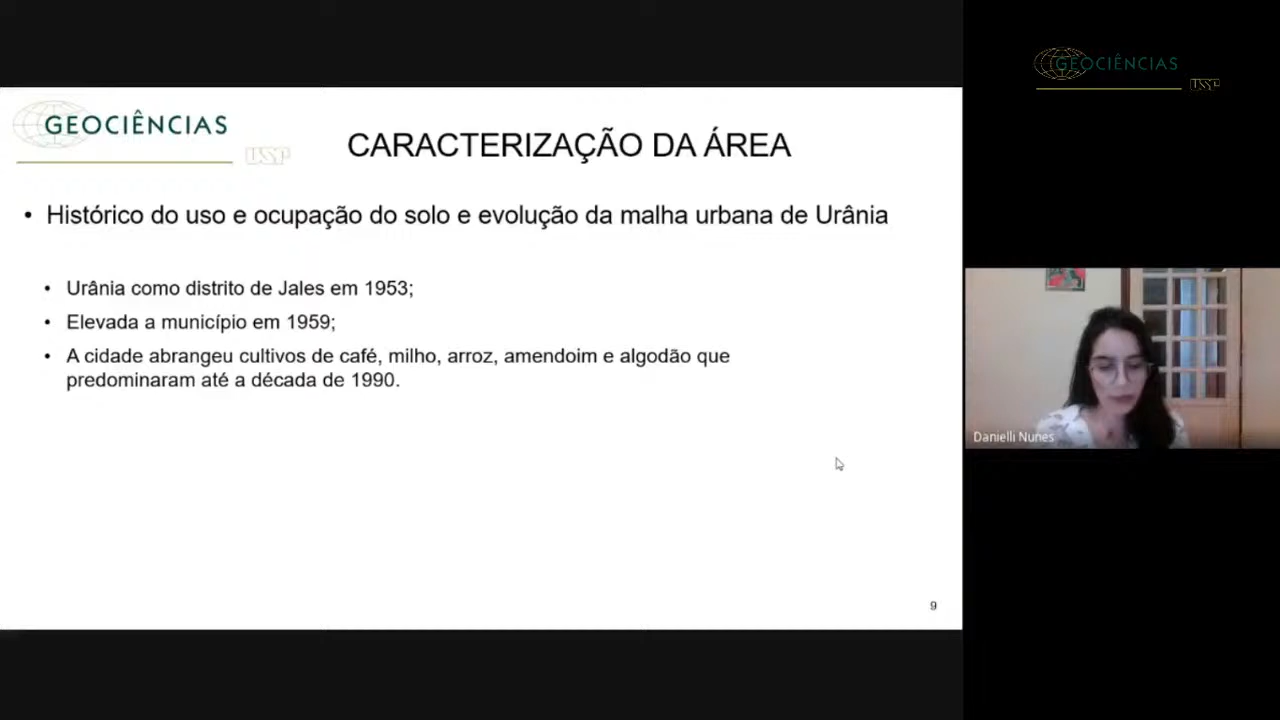 GEOCIÊNCIAS
USP
CARACTERIZAÇÃO DA ÁREA
• Histórico do uso e ocupação do solo e evolução da malha urbana de Urânia
• Urânia como distrito de Jales em 1953;
• Elevada a município em 1959;
• A cidade abrangeu cultivos de café, milho, arroz, amendoim e algodão que
predominaram até a década de 1990.
9
GEOCIÊNCIAS
USP
Danielli Nunes